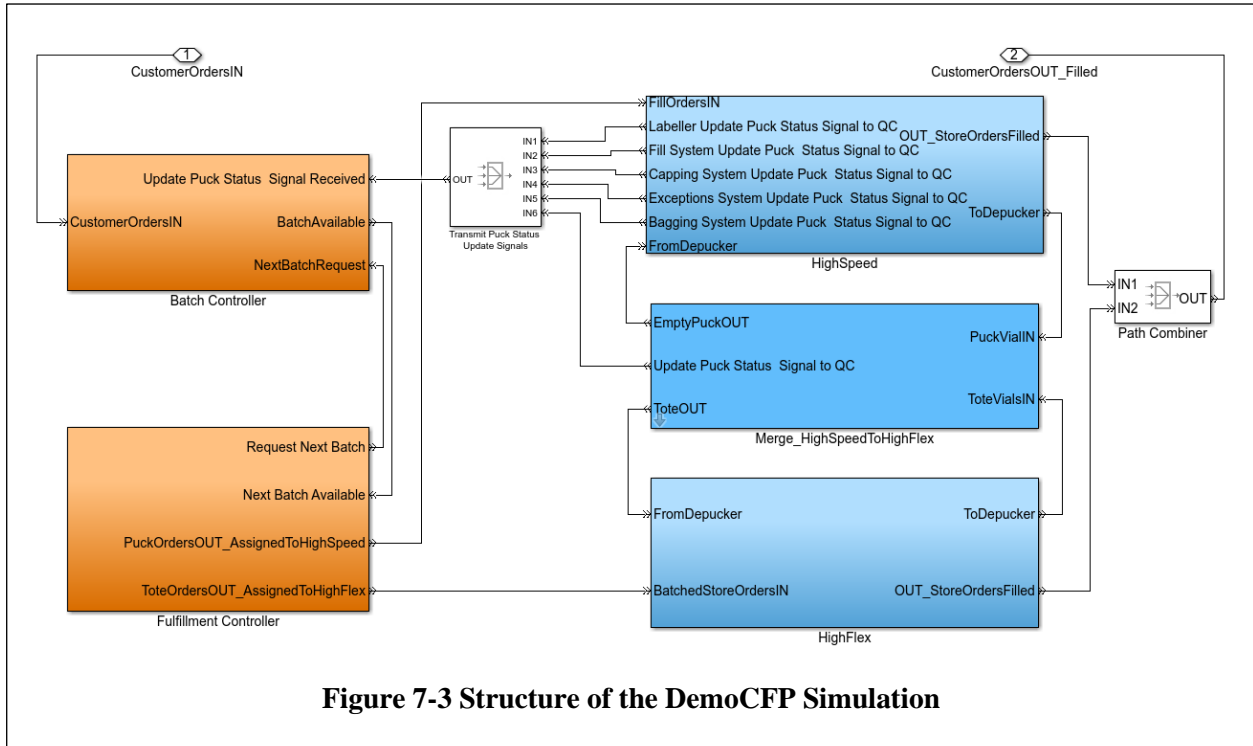 1
CustomerOrdersIN
2
CustomerOrdersOUT_Filled
Update Puck Status  Signal Received
CustomerOrdersIN
BatchAvailable
NextBatchRequest
Batch Controller
OUT
IN1
IN2
IN3
IN4
IN5
IN6
Transmit Puck Status
Update Signals
FillOrdersIN
Labeller Update Puck Status Signal to QC
OUT_StoreOrdersFilled
Fill System Update Puck  Status Signal to QC
Capping System Update Puck  Status Signal to QC
Exceptions System Update Puck  Status Signal to QC
Bagging System Update Puck  Status Signal to QC
ToDepucker
FromDepucker
HighSpeed
EmptyPuckOUT
PuckVialIN
Update Puck Status  Signal to QC
ToteOUT
ToteVialsIN
Merge_HighSpeedToHighFlex
IN1
IN2
OUT
Path Combiner
Request Next Batch
Next Batch Available
PuckOrdersOUT_AssignedToHighSpeed
ToteOrdersOUT_AssignedToHighFlex
Fulfillment Controller
FromDepucker
ToDepucker
BatchedStoreOrdersIN
OUT_StoreOrdersFilled
HighFlex
Figure 7-3 Structure of the DemoCFP Simulation